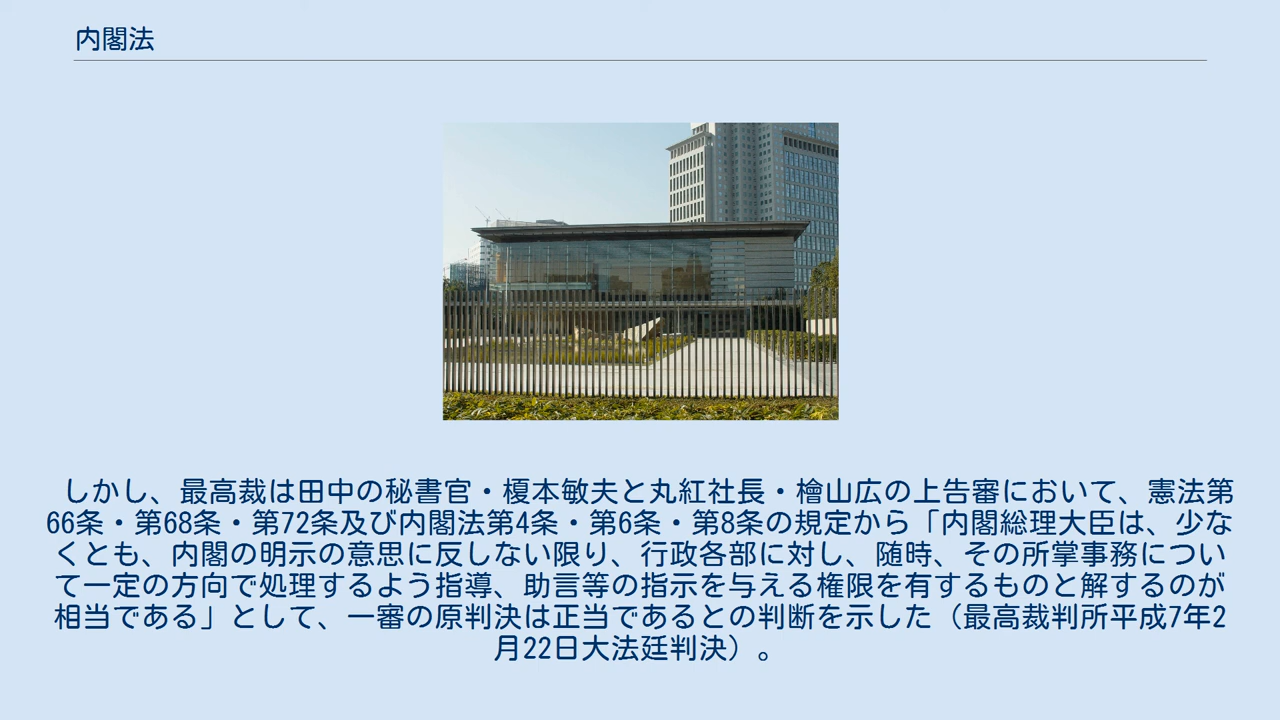 内閣法
しかし、最高裁は田中の秘書官・榎本敏夫と丸紅社長・檜山広の上告審において、憲法第
66条・第68条・第72条及び内閣法第4条・第6条・第8条の規定から「内閣総理大臣は、少な
くとも、内閣の明示の意思に反しない限り、行政各部に対し、随時、その所掌事務につい
て一定の方向で処理するよう指導、助言等の指示を与える権限を有するものと解するのが
相当である」として、一審の原判決は正当であるとの判断を示した（最高裁判所平成7年2
月22日大法廷判決）。